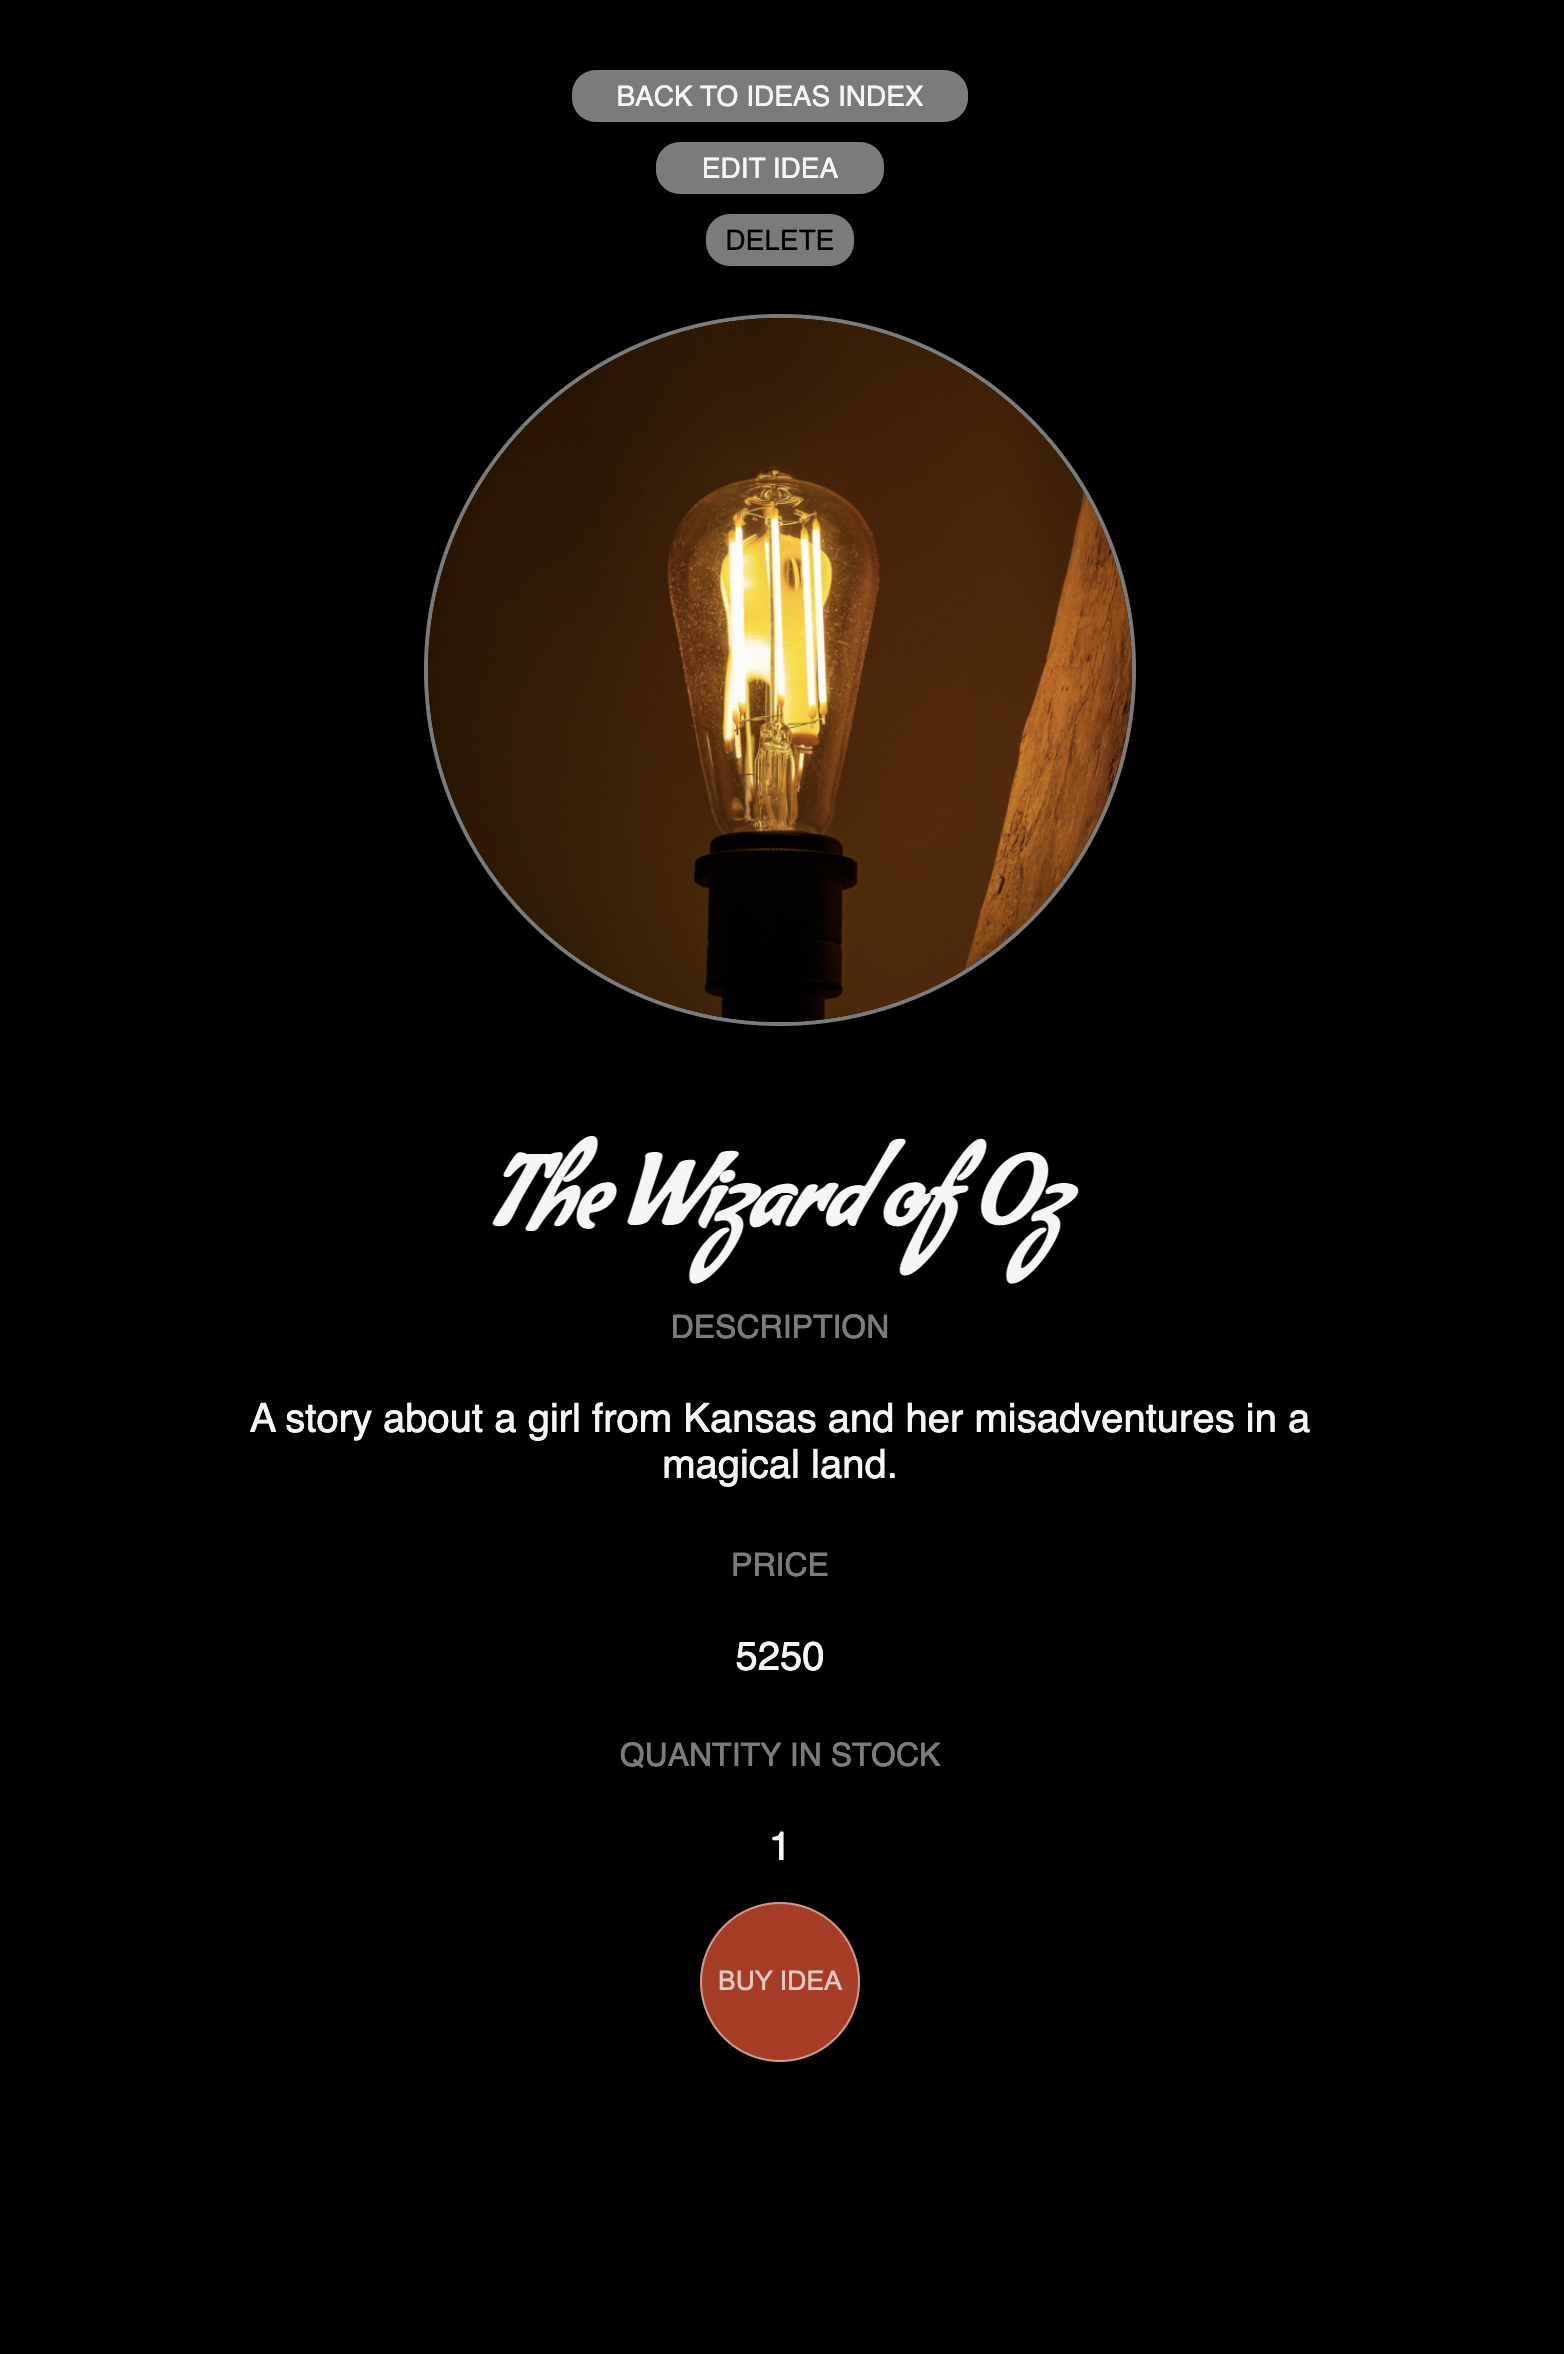 BACK TO IDEAS INDEX
EDIT IDEA
DELETE
The Wizard of Oz
DESCRIPTION
A story about a girl from Kansas and her misadventures in a
magical land.
PRICE
5250
QUANTITY IN STOCK
1
BUY IDEA